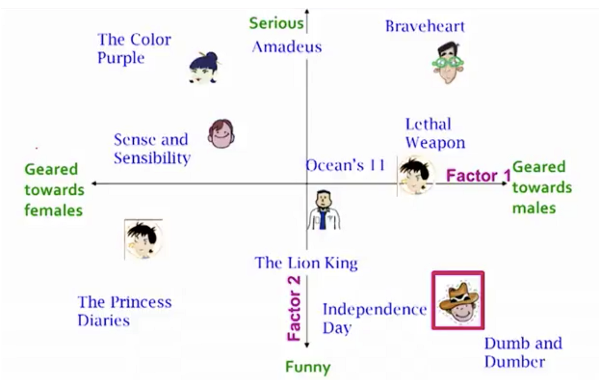 Serious
Braveheart
The Color
Purple
Amadeus
Sense and
Sensibility
Lethal
Weapon
Ocean's 11
Geared
towards
females
Factor 1
Geared
towards
males
The Lion King
The Princess
Diaries
Factor 2
Independence
Day
Dumb and
Dumber
Funny